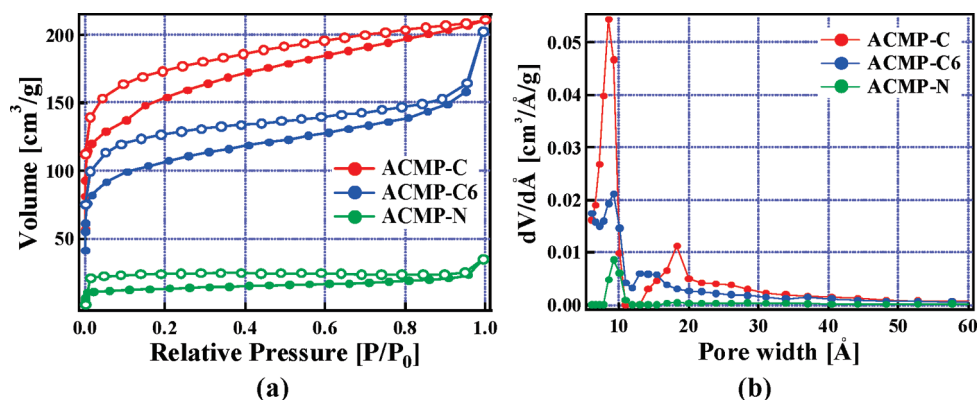 200
150
100
50
Volume [cm³/g]
ACMP-C
ACMP-C6
ACMP-N
0.0 0.2 0.4 0.6 0.8 1.0
Relative Pressure [P/P₀]
(a)
0.05
0.04
0.03
0.02
0.01
0.00
dV/dÅ [cm³/Å/g]
ACMP-C
ACMP-C6
ACMP-N
10 20 30 40 50 60
Pore width [Å]
(b)